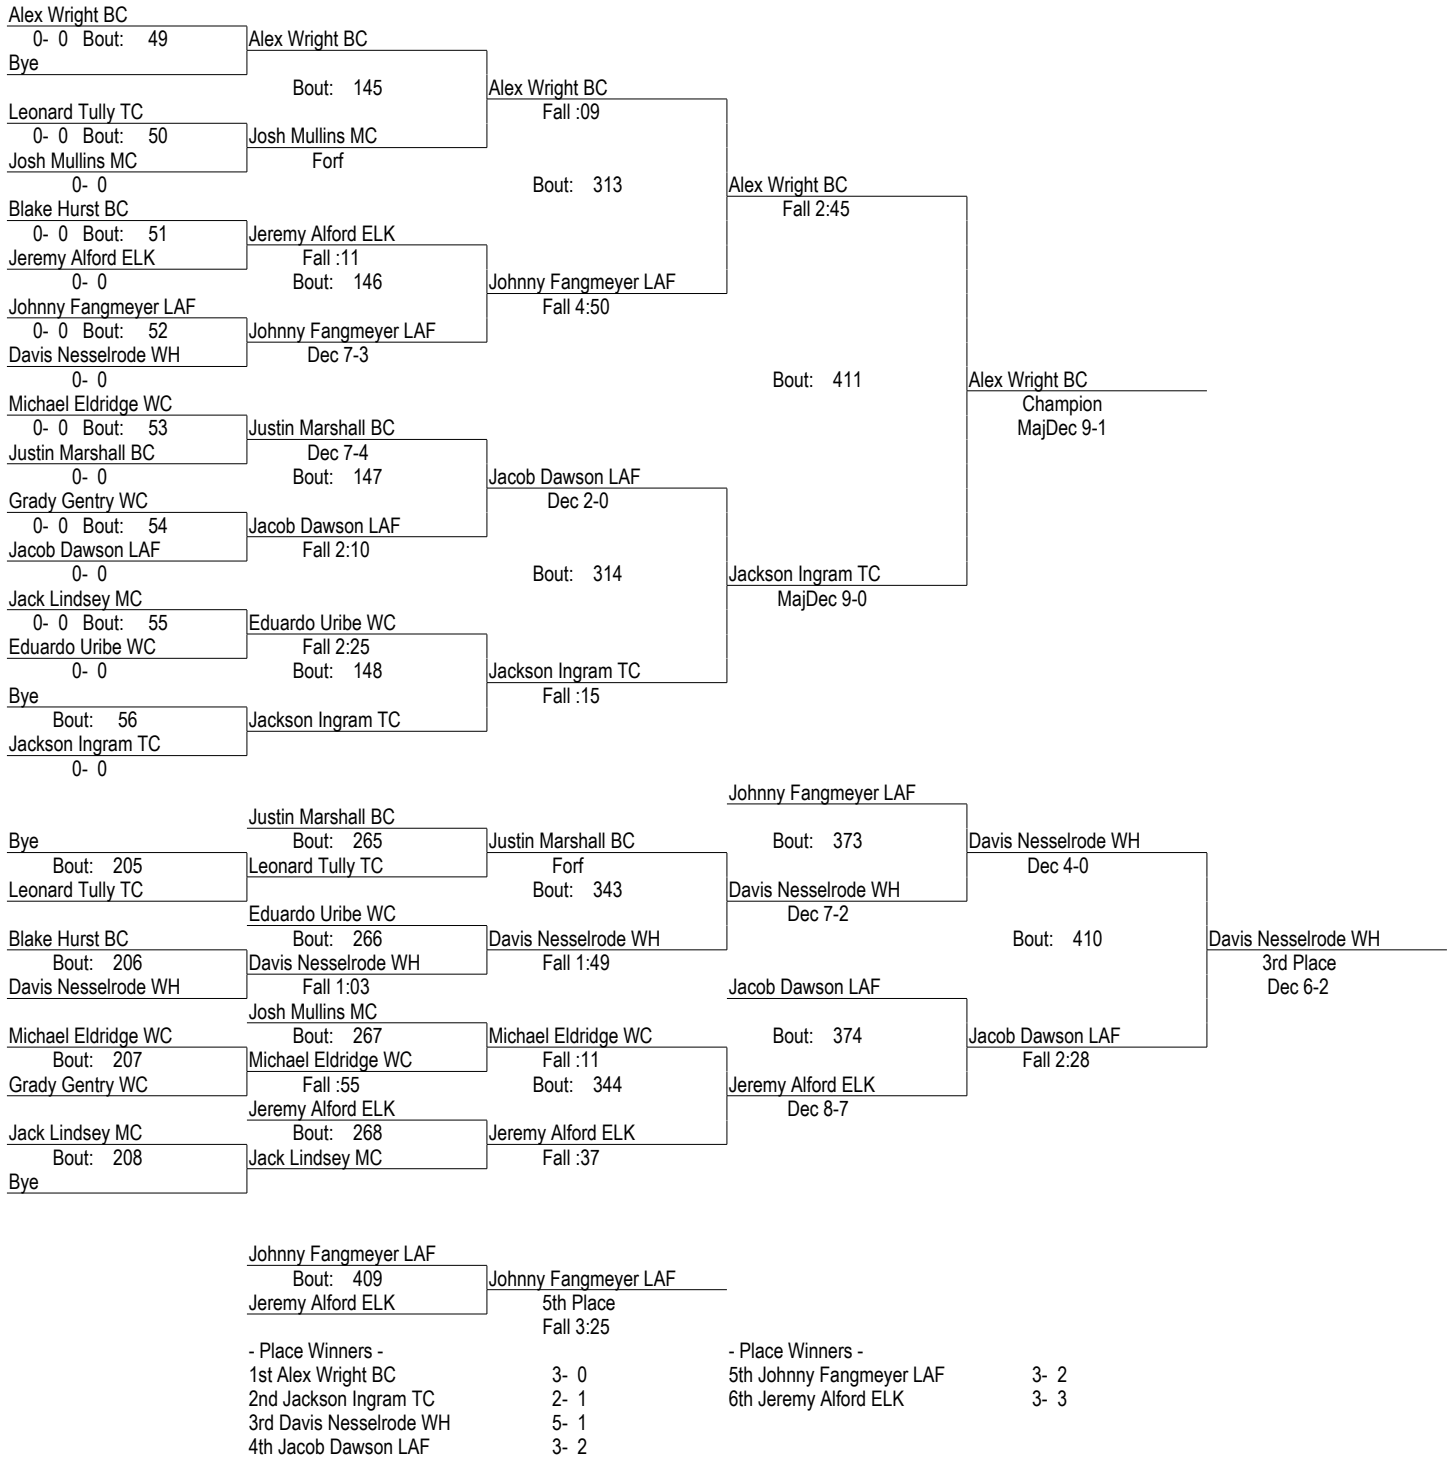 Alex Wright BC
0- 0 Bout: 49 Alex Wright BC
Bye
Bout: 145 Alex Wright BC
Leonard Tully TC Fall :09
0- 0 Bout: 50 Josh Mullins MC
Josh Mullins MC Forf
0- 0 Bout: 313 Alex Wright BC
Blake Hurst BC Fall 2:45
0- 0 Bout: 51 Jeremy Alford ELK
Jeremy Alford ELK Fall :11
0- 0 Bout: 146 Johnny Fangmeyer LAF
Johnny Fangmeyer LAF Fall 4:50
0- 0 Bout: 52 Johnny Fangmeyer LAF
Davis Nesselrode WH Dec 7-3
0- 0 Bout: 411 Alex Wright BC
Michael Eldridge WC Champion
0- 0 Bout: 53 Justin Marshall BC MajDec 9-1
Justin Marshall BC Dec 7-4
0- 0 Bout: 147 Jacob Dawson LAF
Grady Gentry WC Dec 2-0
0- 0 Bout: 54 Jacob Dawson LAF
Jacob Dawson LAF Fall 2:10
0- 0 Bout: 314 Jackson Ingram TC
Jack Lindsey MC MajDec 9-0
0- 0 Bout: 55 Eduardo Uribe WC
Eduardo Uribe WC Fall 2:25
0- 0 Bout: 148 Jackson Ingram TC
Bye Fall :15
Bout: 56 Jackson Ingram TC
Jackson Ingram TC
0- 0
Johnny Fangmeyer LAF
Justin Marshall BC
Bye Bout: 265 Justin Marshall BC Bout: 373 Davis Nesselrode WH
Bout: 205 Leonard Tully TC Forf Dec 4-0
Leonard Tully TC Bout: 343 Davis Nesselrode WH
Eduardo Uribe WC Dec 7-2
Blake Hurst BC Bout: 266 Davis Nesselrode WH Bout: 410 Davis Nesselrode WH
Bout: 206 Davis Nesselrode WH Fall 1:49 3rd Place
Davis Nesselrode WH Fall 1:03 Jacob Dawson LAF Dec 6-2
Josh Mullins MC
Michael Eldridge WC Bout: 267 Michael Eldridge WC Bout: 374 Jacob Dawson LAF
Bout: 207 Michael Eldridge WC Fall :11 Fall 2:28
Grady Gentry WC Fall :55 Bout: 344 Jeremy Alford ELK
Jeremy Alford ELK Dec 8-7
Jack Lindsey MC Bout: 268 Jeremy Alford ELK
Bout: 208 Jack Lindsey MC Fall :37
Bye
Johnny Fangmeyer LAF
Bout: 409 Johnny Fangmeyer LAF
Jeremy Alford ELK 5th Place
Fall 3:25
- Place Winners - - Place Winners -
1st Alex Wright BC 3- 0 5th Johnny Fangmeyer LAF 3- 2
2nd Jackson Ingram TC 2- 1 6th Jeremy Alford ELK 3- 3
3rd Davis Nesselrode WH 5- 1
4th Jacob Dawson LAF 3- 2